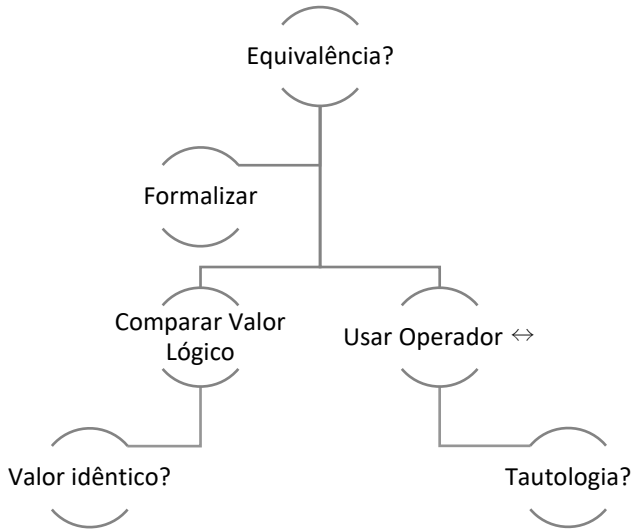 Equivalência?
Formalizar
Comparar Valor
Lógico
Usar Operador ↔
Valor idêntico?
Tautologia?